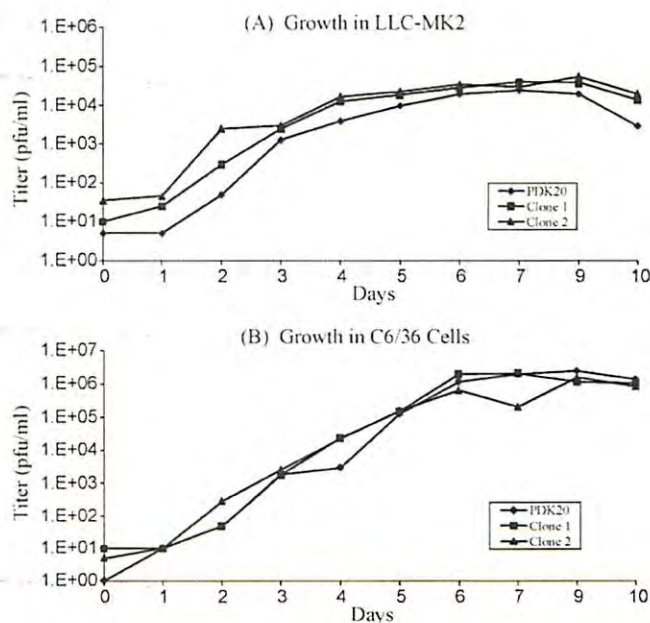 (A) Growth in LLC-MK2
Titer (pfu/ml)
1.E+06
1.E+05
1.E+04
1.E+03
1.E+02
1.E+01
1.E+00
PDK20
Clone 1
Clone 2
0 1 2 3 4 5 6 7 8 9 10
Days
(B) Growth in C6/36 Cells
Titer (pfu/ml)
1.E+07
1.E+06
1.E+05
1.E+04
1.E+03
1.E+02
1.E+01
1.E+00
PDK20
Clone 1
Clone 2
0 1 2 3 4 5 6 7 9 10
Days